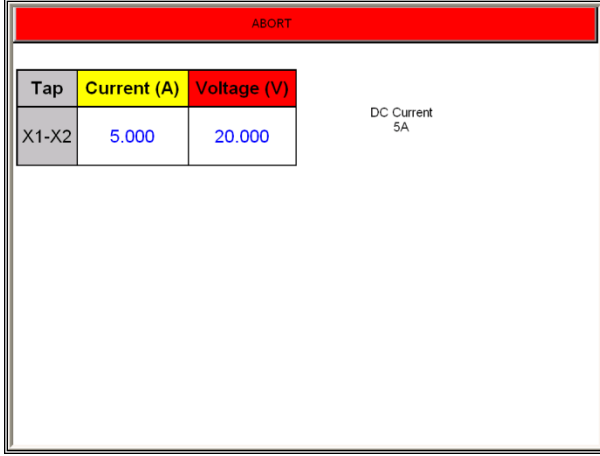 ABORT
Tap Current (A) Voltage (V)
X1-X2 5.000 20.000
DC Current
5A